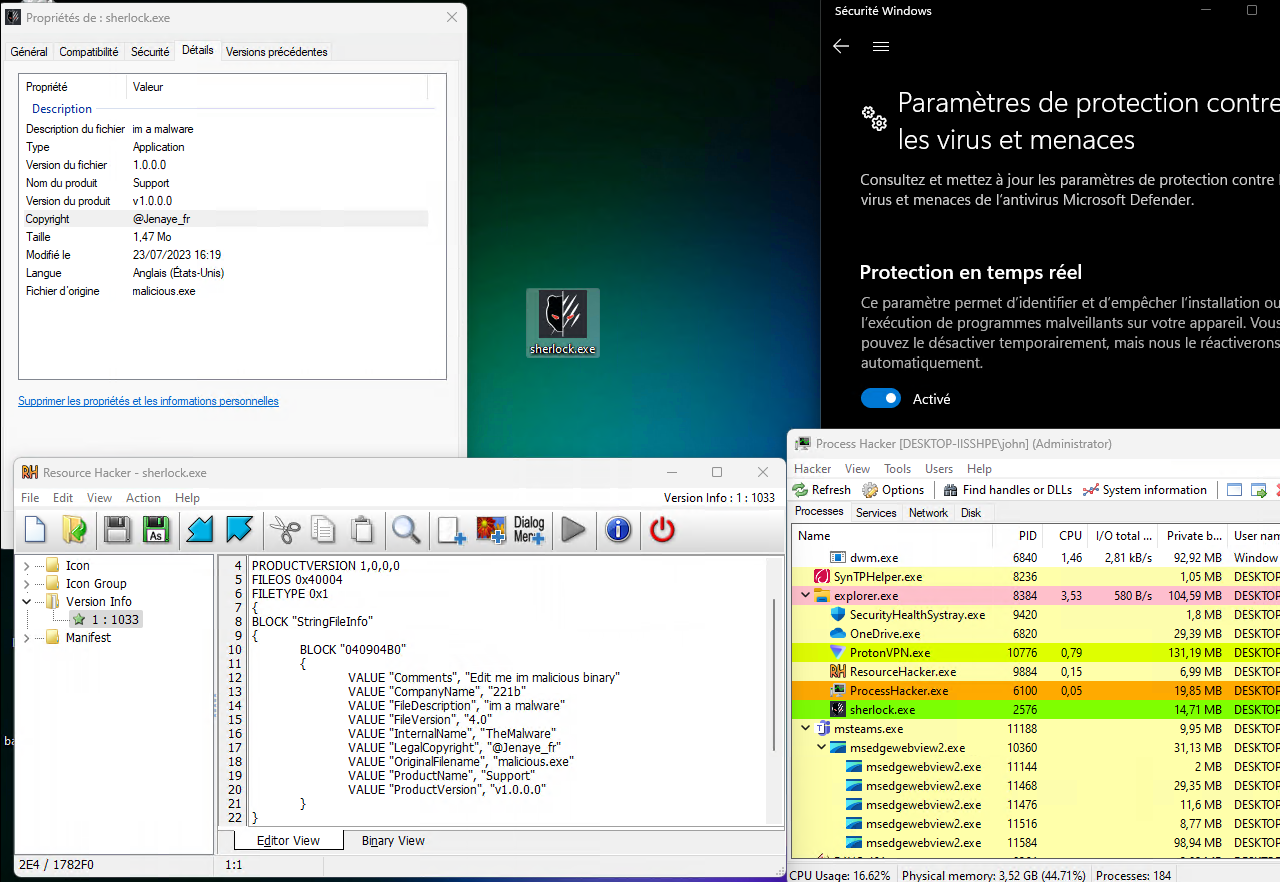 Propriétés de : sherlock.exe
Général Compatibilité Sécurité Détails Versions précédentes
Propriété Valeur
Description
Description du fichier im a malware
Type Application
Version du fichier 1.0.0.0
Nom du produit Support
Version du produit v1.0.0.0
Copyright @Jenaye_fr
Taille 1,47 Mo
Modifié le 23/07/2023 16:19
Langue Anglais (États-Unis)
Fichier d'origine malicious.exe
Supprimer les propriétés et les informations personnelles
sherlock.exe
Sécurité Windows
Paramètres de protection contre
les virus et menaces
Consultez et mettez à jour les paramètres de protection contre
virus et menaces de l'antivirus Microsoft Defender.
Protection en temps réel
Ce paramètre permet d'identifier et d'empêcher l'installation ou
l'exécution de programmes malveillants sur votre appareil. Vous
pouvez le désactiver temporairement, mais nous le réactiverons
automatiquement.
Activé
RH Resource Hacker - sherlock.exe
File Edit View Action Help Version Info : 1 : 1033
As Dialog
Menu
Icon
Icon Group
Version Info
1 : 1033
Manifest
4 PRODUCTVERSION 1,0,0,0
5 FILEOS 0x40004
6 FILETYPE 0x1
7 {
8 BLOCK "StringFileInfo"
9 {
10 BLOCK "040904B0"
11 {
12 VALUE "Comments", "Edit me im malicious binary"
13 VALUE "CompanyName", "221b"
14 VALUE "FileDescription", "im a malware"
15 VALUE "FileVersion", "4.0"
16 VALUE "InternalName", "TheMalware"
17 VALUE "LegalCopyright", "@Jenaye_fr"
18 VALUE "OriginalFilename", "malicious.exe"
19 VALUE "ProductName", "Support"
20 VALUE "ProductVersion", "v1.0.0.0"
21 }
22 }
Editor View Binary View
2E4 / 1782F0 1:1
Process Hacker [DESKTOP-IISSHPE\john] (Administrator)
Hacker View Tools Users Help
Refresh Options Find handles or DLLs System information
Processes Services Network Disk
Name PID CPU I/O total ... Private b... User nam
dwm.exe 6840 1,46 2,81 kB/s 92,92 MB Window
SynTPHelper.exe 8236 1,05 MB DESKTOP
explorer.exe 8384 3,53 580 B/s 104,59 MB DESKTOP
SecurityHealthSystray.exe 9420 1,8 MB DESKTOP
OneDrive.exe 6820 29,39 MB DESKTOP
ProtonVPN.exe 10776 0,79 131,19 MB DESKTOP
RH ResourceHacker.exe 9884 0,15 6,99 MB DESKTOP
ProcessHacker.exe 6100 0,05 19,85 MB DESKTOP
sherlock.exe 2576 14,71 MB DESKTOP
msteams.exe 11188 9,95 MB DESKTOP
msedgewebview2.exe 10360 31,13 MB DESKTOP
msedgewebview2.exe 11144 2 MB DESKTOP
msedgewebview2.exe 11468 29,35 MB DESKTOP
msedgewebview2.exe 11476 11,6 MB DESKTOP
msedgewebview2.exe 11516 8,77 MB DESKTOP
msedgewebview2.exe 11584 98,94 MB DESKTOP
CPU Usage: 16.62% Physical memory: 3,52 GB (44.71%) Processes: 184